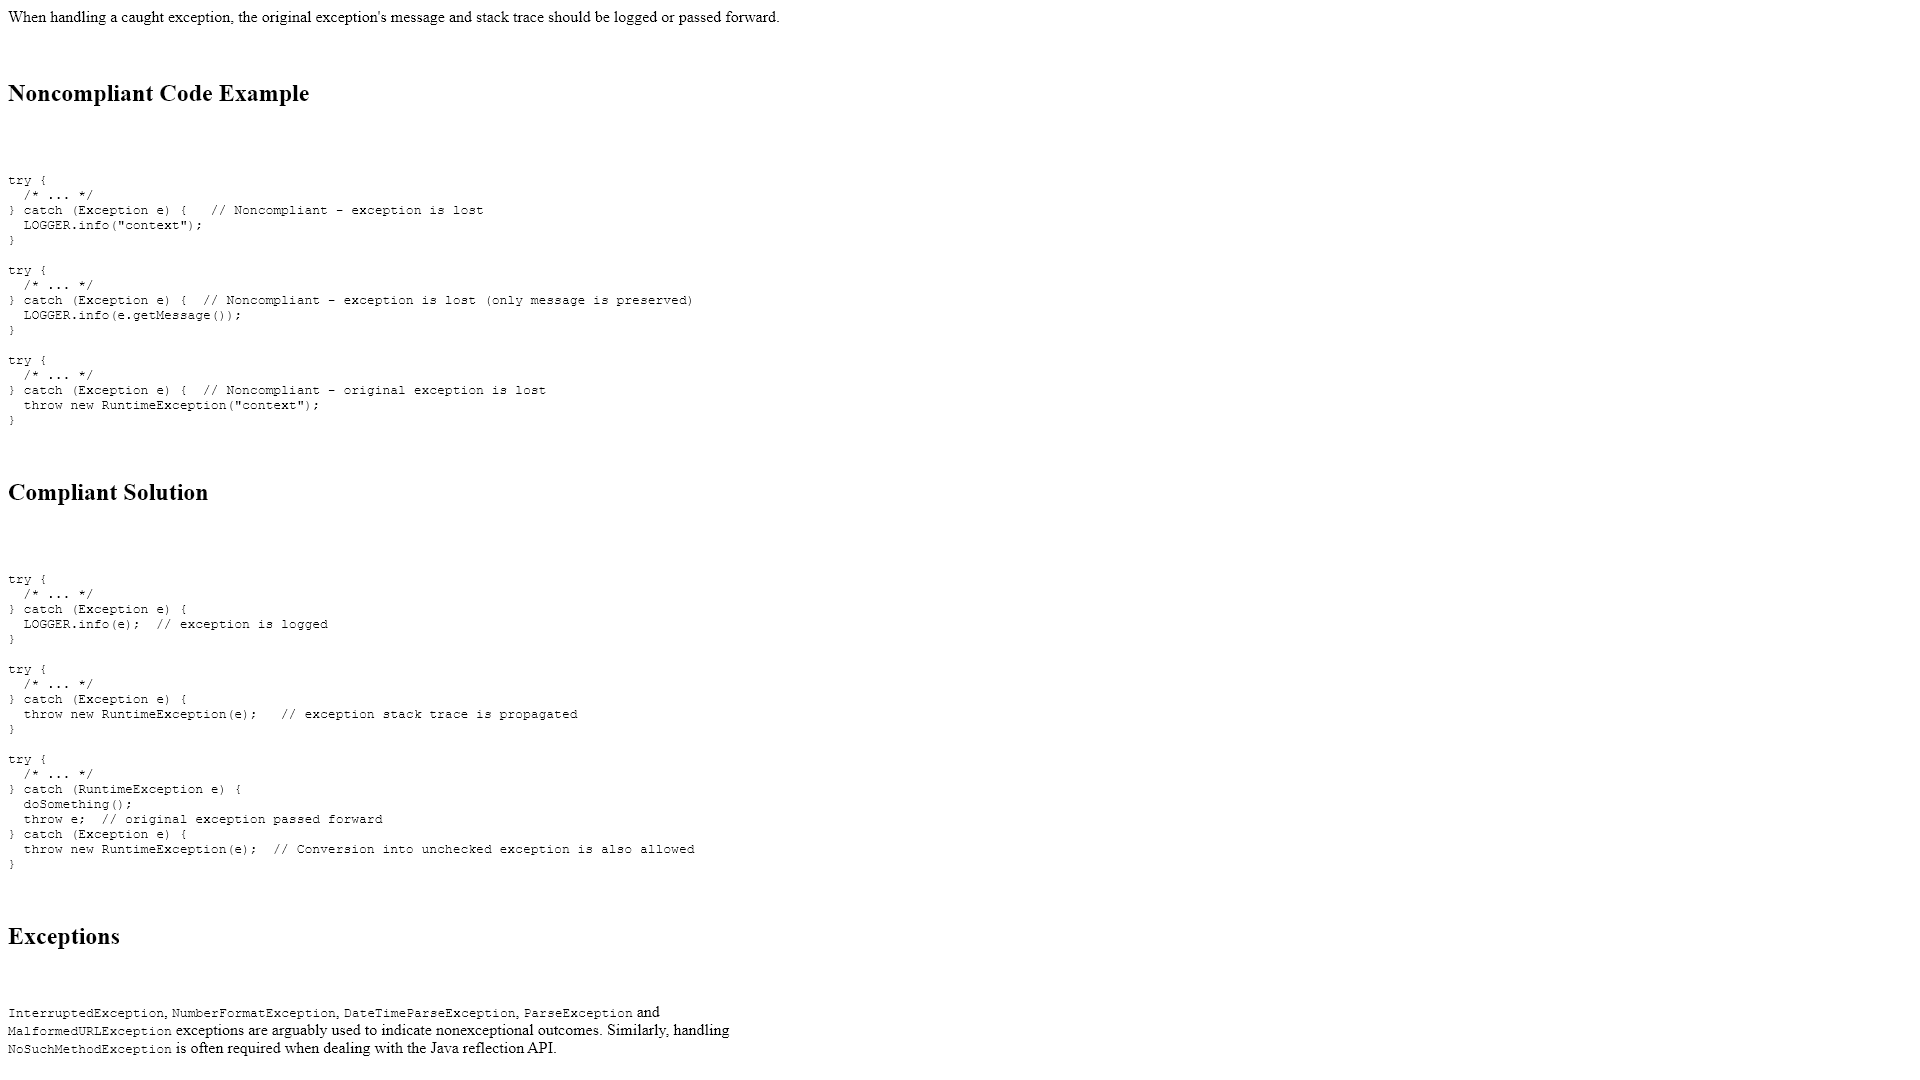 When handling a caught exception, the original exception's message and stack trace should be logged or passed forward.
Noncompliant Code Example
try {
  /* ... */
} catch (Exception e) {   // Noncompliant - exception is lost
  LOGGER.info("context");
}
try {
  /* ... */
} catch (Exception e) {  // Noncompliant - exception is lost (only message is preserved)
  LOGGER.info(e.getMessage());
}
try {
  /* ... */
} catch (Exception e) {  // Noncompliant - original exception is lost
  throw new RuntimeException("context");
}
Compliant Solution
try {
  /* ... */
} catch (Exception e) {
  LOGGER.info(e);  // exception is logged
}
try {
  /* ... */
} catch (Exception e) {
  throw new RuntimeException(e);   // exception stack trace is propagated
}
try {
  /* ... */
} catch (RuntimeException e) {
  doSomething();
  throw e;  // original exception passed forward
} catch (Exception e) {
  throw new RuntimeException(e);  // Conversion into unchecked exception is also allowed
}
Exceptions
InterruptedException, NumberFormatException, DateTimeParseException, ParseException and
MalformedURLException exceptions are arguably used to indicate nonexceptional outcomes. Similarly, handling
NoSuchMethodException is often required when dealing with the Java reflection API.